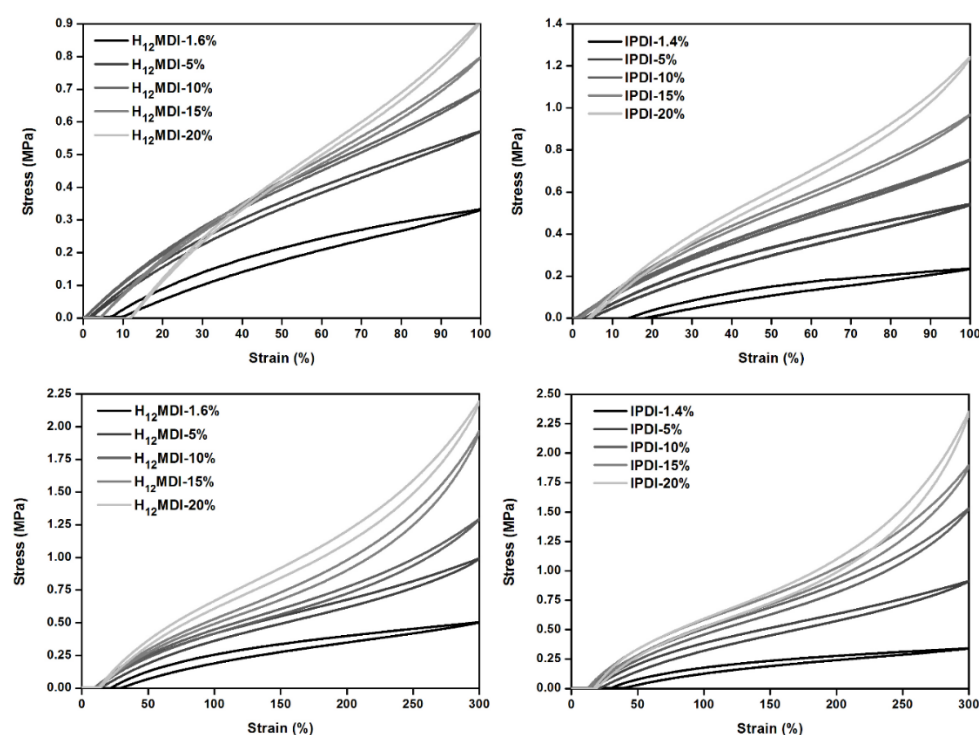 0.9
0.8
0.7
0.6
0.5
0.4
0.3
0.2
0.1
0.0
Stress (MPa)
H12MDI-1.6%
H12MDI-5%
H12MDI-10%
H12MDI-15%
H12MDI-20%
0 10 20 30 40 50 60 70 80 90 100
Strain (%)
1.4
1.2
1.0
0.8
0.6
0.4
0.2
0.0
Stress (MPa)
IPDI-1.4%
IPDI-5%
IPDI-10%
IPDI-15%
IPDI-20%
0 10 20 30 40 50 60 70 80 90 100
Strain (%)
2.25
2.00
1.75
1.50
1.25
1.00
0.75
0.50
0.25
0.00
Stress (MPa)
H12MDI-1.6%
H12MDI-5%
H12MDI-10%
H12MDI-15%
H12MDI-20%
0 50 100 150 200 250 300
Strain (%)
2.50
2.25
2.00
1.75
1.50
1.25
1.00
0.75
0.50
0.25
0.00
Stress (MPa)
IPDI-1.4%
IPDI-5%
IPDI-10%
IPDI-15%
IPDI-20%
0 50 100 150 200 250 300
Strain (%)